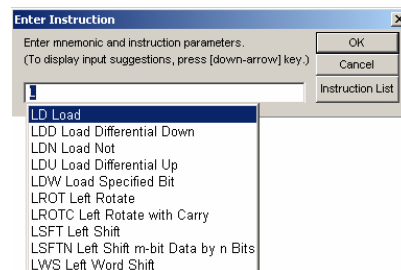 Enter Instruction
Enter mnemonic and instruction parameters.
(To display input suggestions, press [down-arrow] key.)
OK
Cancel
Instruction List
L
LD Load
LDD Load Differential Down
LDN Load Not
LDU Load Differential Up
LDW Load Specified Bit
LROT Left Rotate
LROTC Left Rotate with Carry
LSFT Left Shift
LSFTN Left Shift m-bit Data by n Bits
LWS Left Word Shift